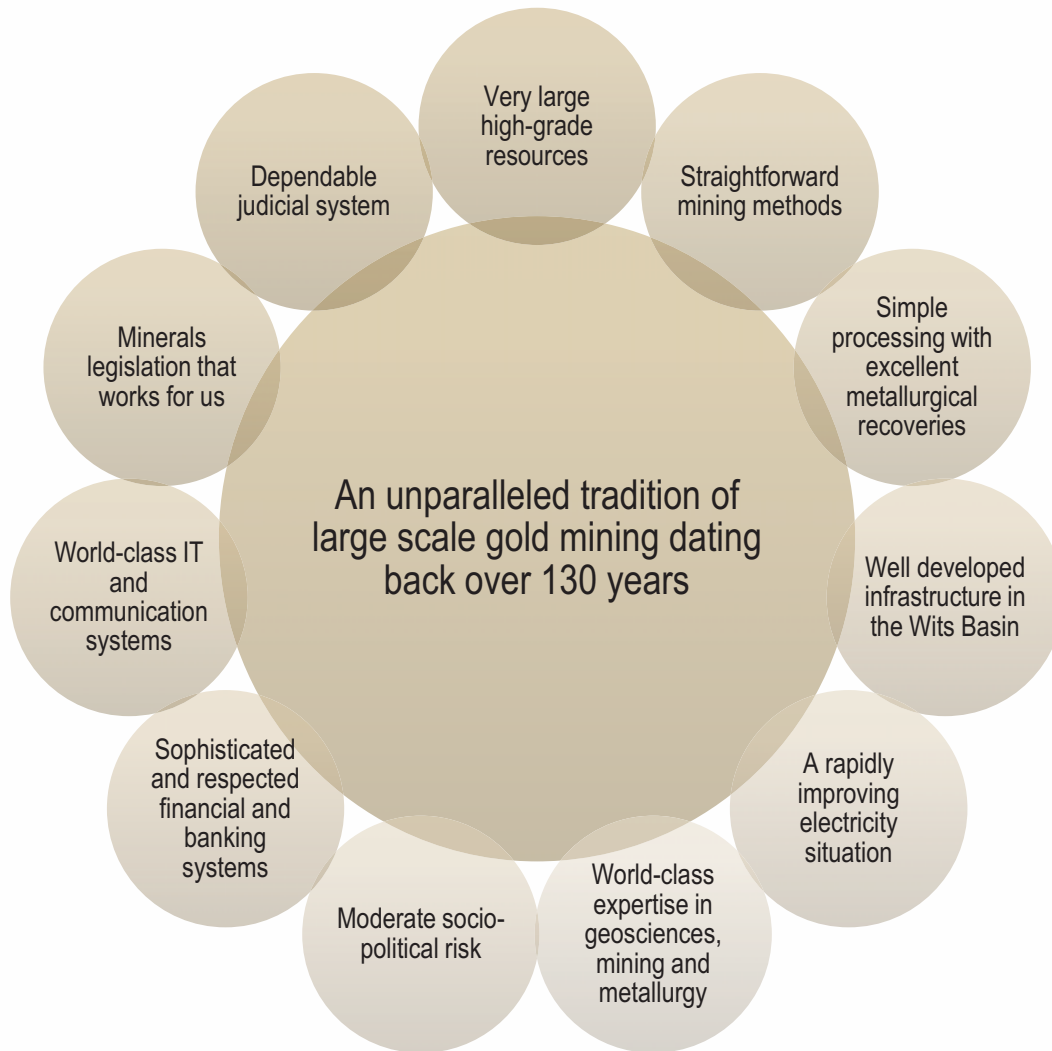 Very large
high-grade
resources
Straightforward
mining methods
Simple
processing with
excellent
metallurgical
recoveries
Well developed
infrastructure in
the Wits Basin
A rapidly
improving
electricity
situation
World-class
expertise in
geosciences,
mining and
metallurgy
Moderate socio-
political risk
Sophisticated
and respected
financial and
banking
systems
World-class IT
and
communication
systems
Minerals
legislation that
works for us
Dependable
judicial system
An unparalleled tradition of
large scale gold mining dating
back over 130 years